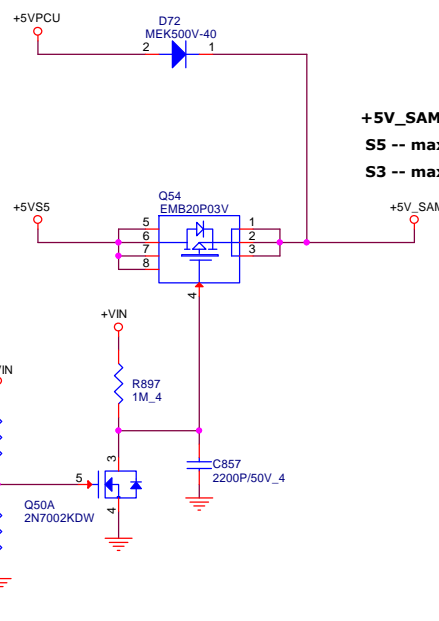 +5VPCU
D72
MEK500V-40
2 1
+5V_SAM
S5 -- max
S3 -- max
Q54
EMB20P03V
+5VS5
+5V_SAM
5 1
6 2
7 3
8
4
+VIN
R897
1M_4
3
C857
2200P/50V_4
5
4
Q50A
2N7002KDW